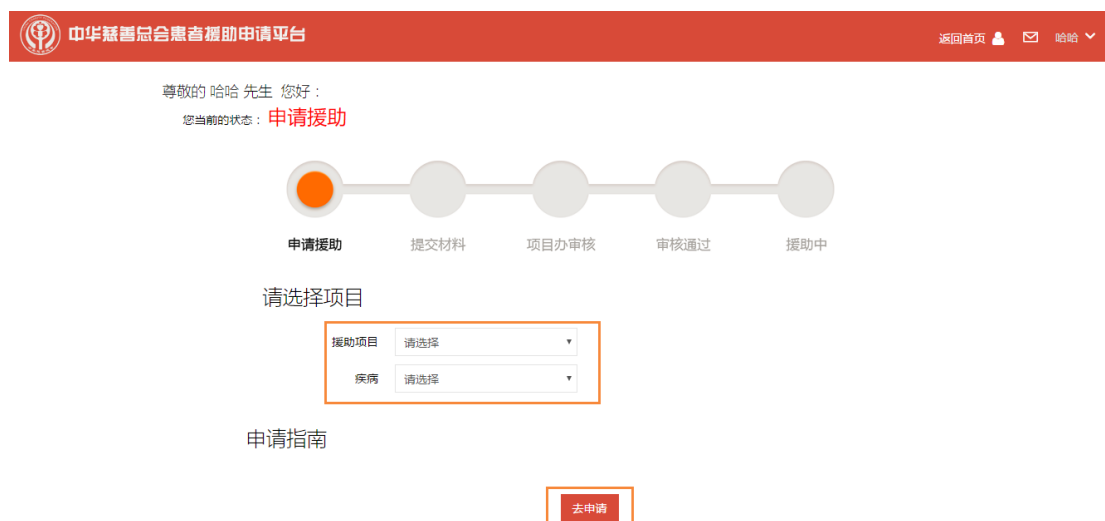 中华慈善总会患者援助申请平台
返回首页 哈哈
尊敬的 哈哈 先生 您好：
您当前的状态：申请援助
申请援助 提交材料 项目办审核 审核通过 援助中
请选择项目
援助项目 请选择
疾病 请选择
申请指南
去申请